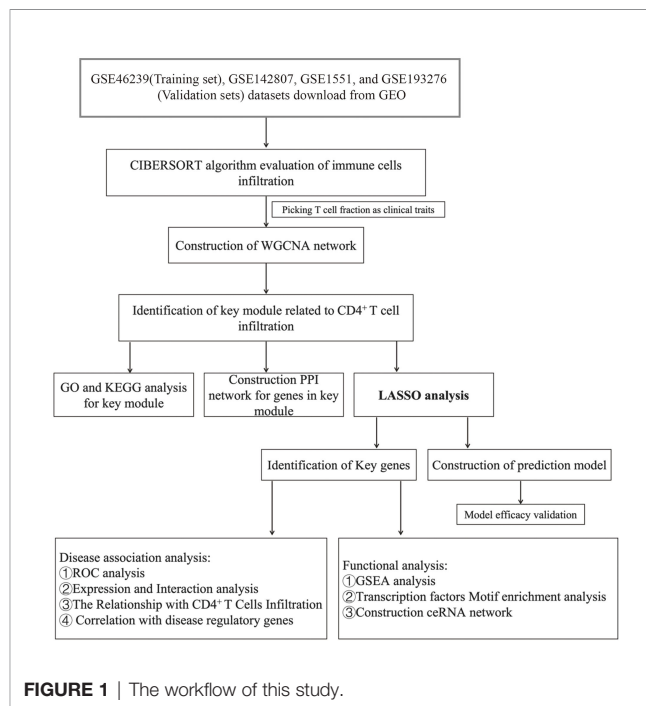 GSE46239(Training set), GSE142807, GSE1551, and GSE193276
(Validation sets) datasets download from GEO
CIBERSORT algorithm evaluation of immune cells
infiltration
Picking T cell fraction as clinical traits
Construction of WGCNA network
Identification of key module related to CD4⁺ T cell
infiltration
GO and KEGG analysis
for key module
Construction PPI
network for genes in key
module
LASSO analysis
Identification of Key genes
Construction of prediction model
Model efficacy validation
Disease association analysis:
①ROC analysis
②Expression and Interaction analysis
③The Relationship with CD4⁺ T Cells Infiltration
④ Correlation with disease regulatory genes
Functional analysis:
①GSEA analysis
②Transcription factors Motif enrichment analysis
③Construction ceRNA network
FIGURE 1 | The workflow of this study.